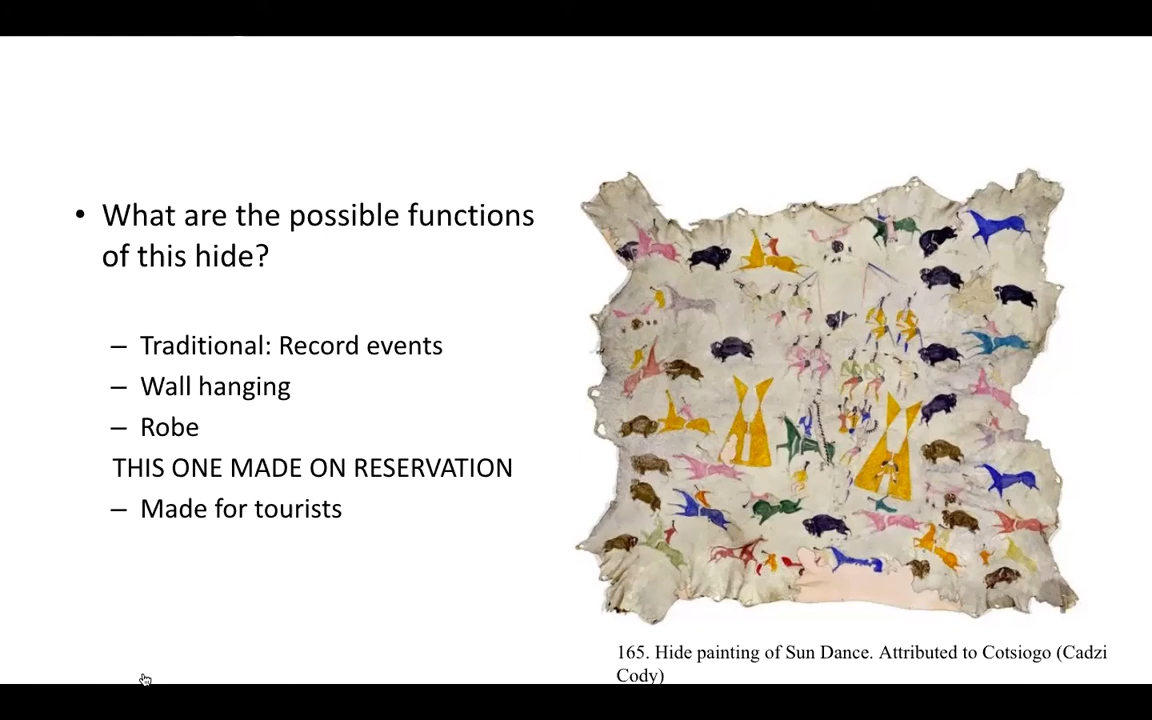 • What are the possible functions
of this hide?
– Traditional: Record events
– Wall hanging
– Robe
THIS ONE MADE ON RESERVATION
– Made for tourists
165. Hide painting of Sun Dance. Attributed to Cotsiogo (Cadzi
Cody)